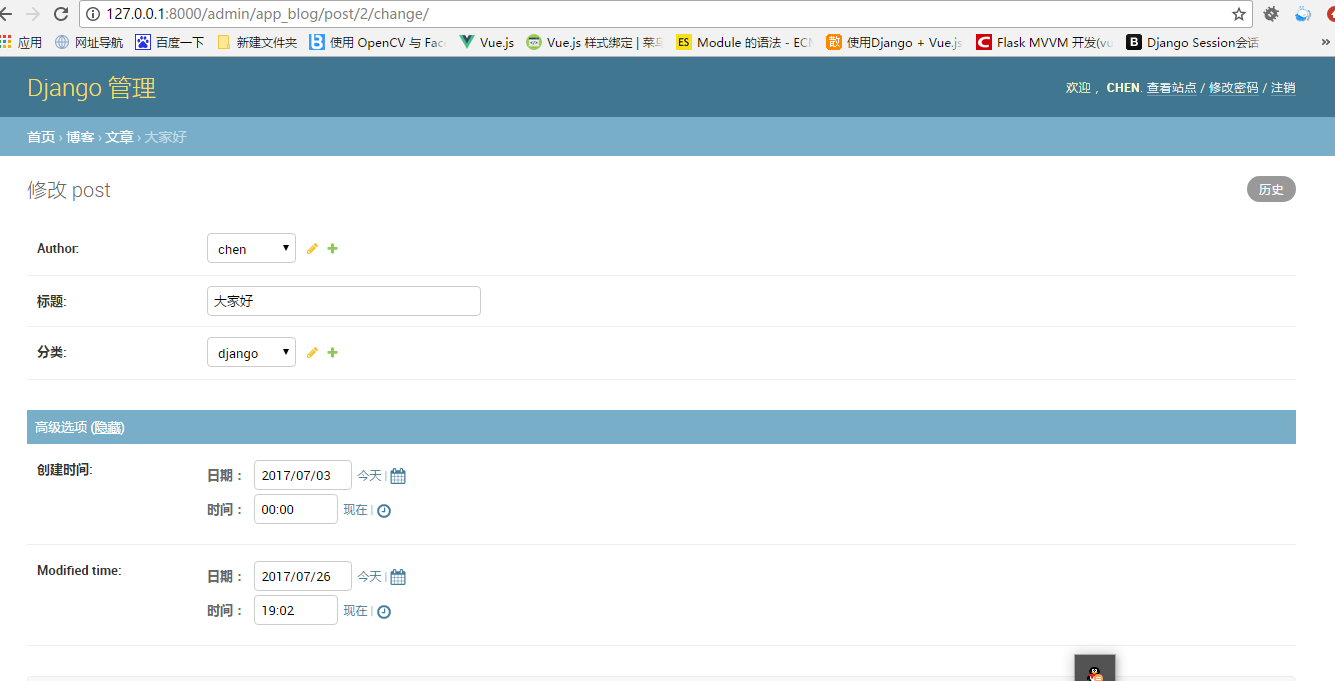 127.0.0.1:8000/admin/app_blog/post/2/change/
应用 网址导航 百度一下 新建文件夹 使用 OpenCV 与 Fac Vue.js Vue.js 样式绑定 | 菜鸟 ES Module 的语法 - ECM 使用Django + Vue.js Flask MVVM 开发(vu B Django Session会话 »
Django 管理
欢迎， CHEN. 查看站点 / 修改密码 / 注销
首页 › 博客 › 文章 › 大家好
修改 post
历史
Author: chen
标题: 大家好
分类: django
高级选项 (隐藏)
创建时间: 日期： 2017/07/03 今天 |
时间： 00:00 现在 |
Modified time: 日期： 2017/07/26 今天 |
时间： 19:02 现在 |